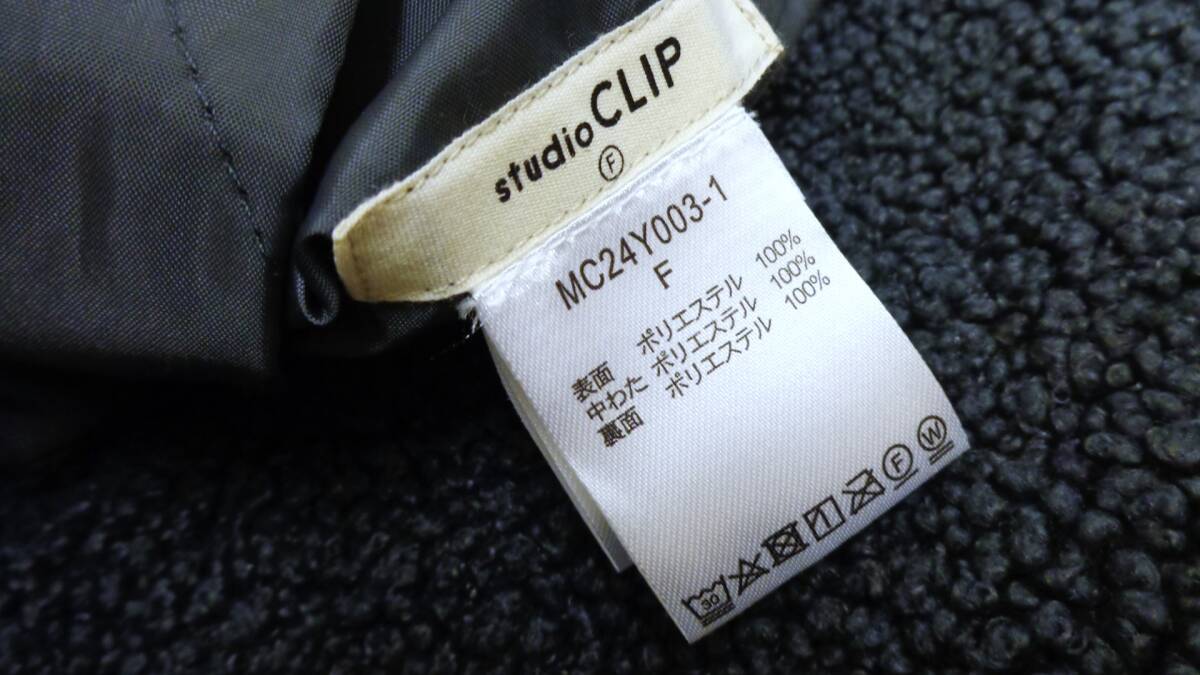 studio CLIP
Ⓕ
MC24Y003-1
F
表面 ポリエステル 100%
中わた ポリエステル 100%
裏面 ポリエステル 100%
30 Ⓕ Ⓦ